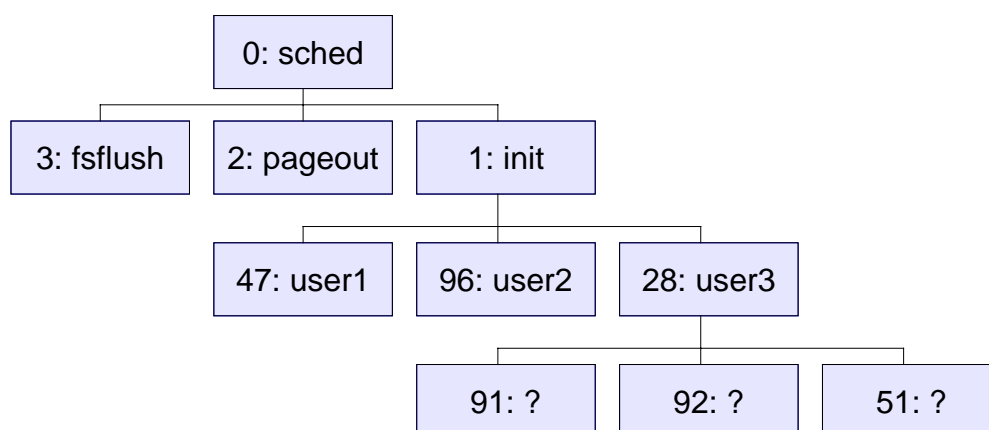 0: sched
3: fsflush
2: pageout
1: init
47: user1
96: user2
28: user3
91: ?
92: ?
51: ?